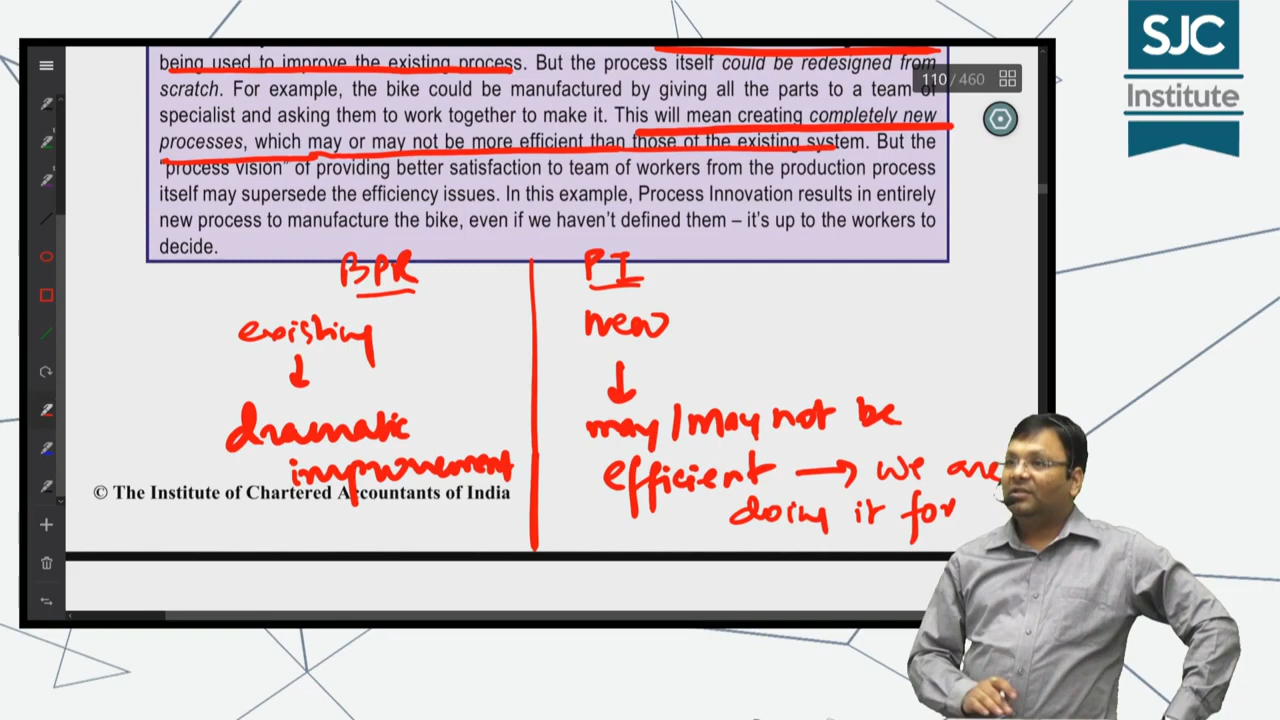 being used to improve the existing process. But the process itself could be redesigned from
scratch. For example, the bike could be manufactured by giving all the parts to a team of
specialist and asking them to work together to make it. This will mean creating completely new
processes, which may or may not be more efficient than those of the existing system. But the
"process vision" of providing better satisfaction to team of workers from the production process
itself may supersede the efficiency issues. In this example, Process Innovation results in entirely
new process to manufacture the bike, even if we haven't defined them – it's up to the workers to
decide.
110 / 460
SJC
Institute
BPR
PI
existing
new
dramatic
improvement
may / may not be
efficient → we are
doing it for
© The Institute of Chartered Accountants of India